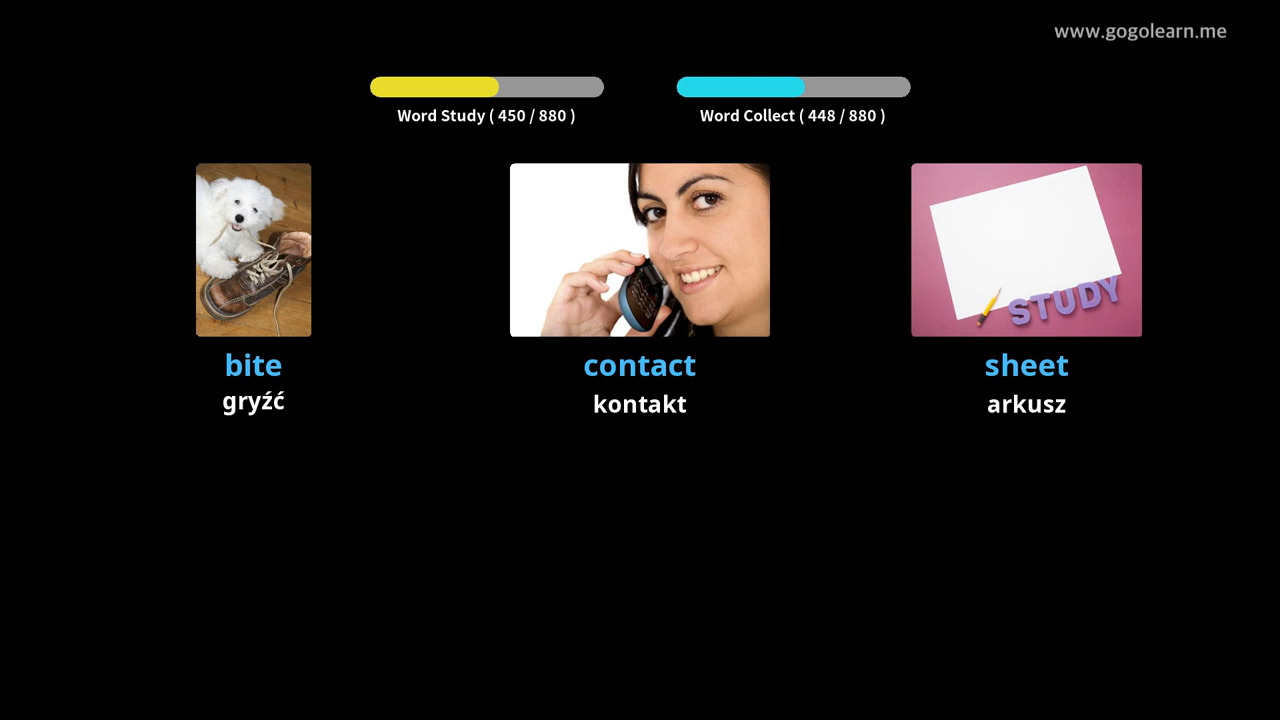 www.gogolearn.me
Word Study ( 450 / 880 )
Word Collect ( 448 / 880 )
STUDY
bite
gryźć
contact
kontakt
sheet
arkusz